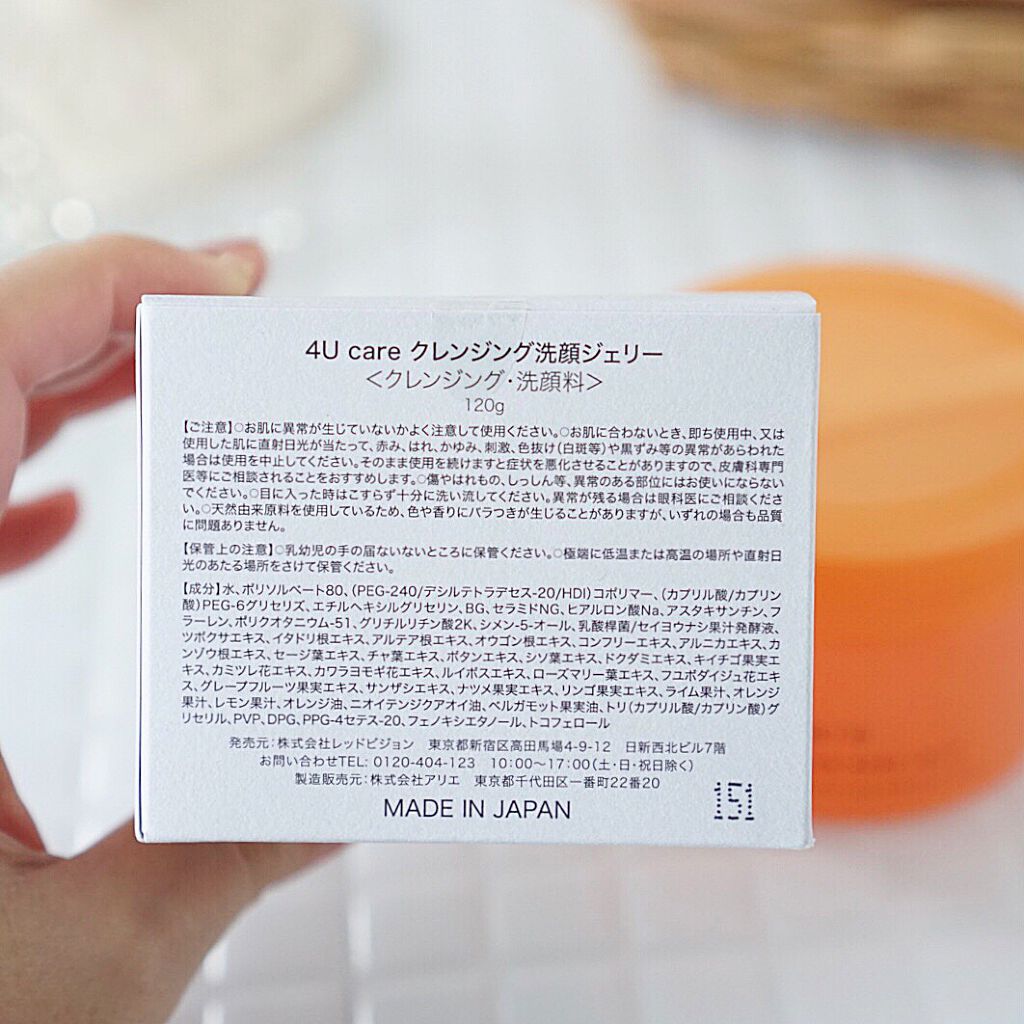 4U care クレンジング洗顔ジェリー
＜クレンジング・洗顔料＞
120g
【ご注意】○お肌に異常が生じていないかよく注意して使用ください。○お肌に合わないとき、即ち使用中、又は
使用した肌に直射日光が当たって、赤み、はれ、かゆみ、刺激、色抜け(白斑等)や黒ずみ等の異常があらわれた
場合は使用を中止してください。そのまま使用を続けますと症状を悪化させることがありますので、皮膚科専門
医等にご相談されることをおすすめします。○傷やはれもの、しっしん等、異常のある部位にはお使いにならない
でください。○目に入った時はこすらず十分に洗い流してください。異常が残る場合は眼科医にご相談くださ
い。○天然由来原料を使用しているため、色や香りにバラつきが生じることがありますが、いずれの場合も品質
に問題ありません。
【保管上の注意】○乳幼児の手の届ないないところに保管ください。○極端に低温または高温の場所や直射日
光のあたる場所をさけて保管ください。
【成分】水、ポリソルベート80、(PEG-240/デシルテトラデセス-20/HDI)コポリマー、(カプリル酸/カプリン
酸)PEG-6グリセリズ、エチルヘキシルグリセリン、BG、セラミドNG、ヒアルロン酸Na、アスタキサンチン、フ
ラーレン、ポリクオタニウム-51、グリチルリチン酸2K、シメン-5-オール、乳酸桿菌/セイヨウナシ果汁発酵液、
ツボクサエキス、イタドリ根エキス、アルテア根エキス、オウゴン根エキス、コンフリーエキス、アルニカエキス、カ
ンゾウ根エキス、セージ葉エキス、チャ葉エキス、ボタンエキス、シソ葉エキス、ドクダミエキス、キイチゴ果実エ
キス、カミツレ花エキス、カワラヨモギ花エキス、ルイボスエキス、ローズマリー葉エキス、フユボダイジュ花エキ
ス、グレープフルーツ果実エキス、サンザシエキス、ナツメ果実エキス、リンゴ果実エキス、ライム果汁、オレンジ
果汁、レモン果汁、オレンジ油、ニオイテンジクアオイ油、ベルガモット果実油、トリ(カプリル酸/カプリン酸)グ
リセリル、PVP、DPG、PPG-4セテス-20、フェノキシエタノール、トコフェロール
発売元：株式会社レッドビジョン　東京都新宿区高田馬場4-9-12　日新西北ビル7階
お問い合わせTEL: 0120-404-123　10:00〜17:00(土・日・祝日除く)
製造販売元：株式会社アリエ　東京都千代田区一番町22番20
MADE IN JAPAN
151